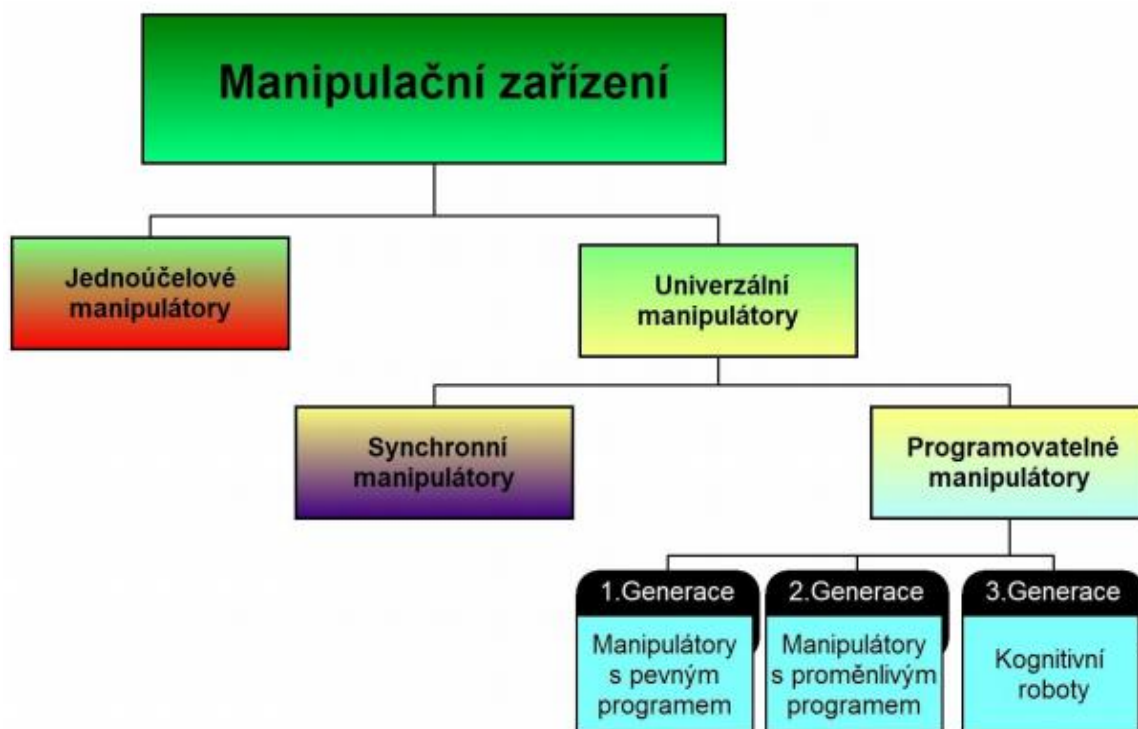 Manipulační zařízení
Jednoúčelové
manipulátory
Univerzální
manipulátory
Synchronní
manipulátory
Programovatelné
manipulátory
1.Generace
Manipulátory
s pevným
programem
2.Generace
Manipulátory
s proměnlivým
programem
3.Generace
Kognitivní
roboty